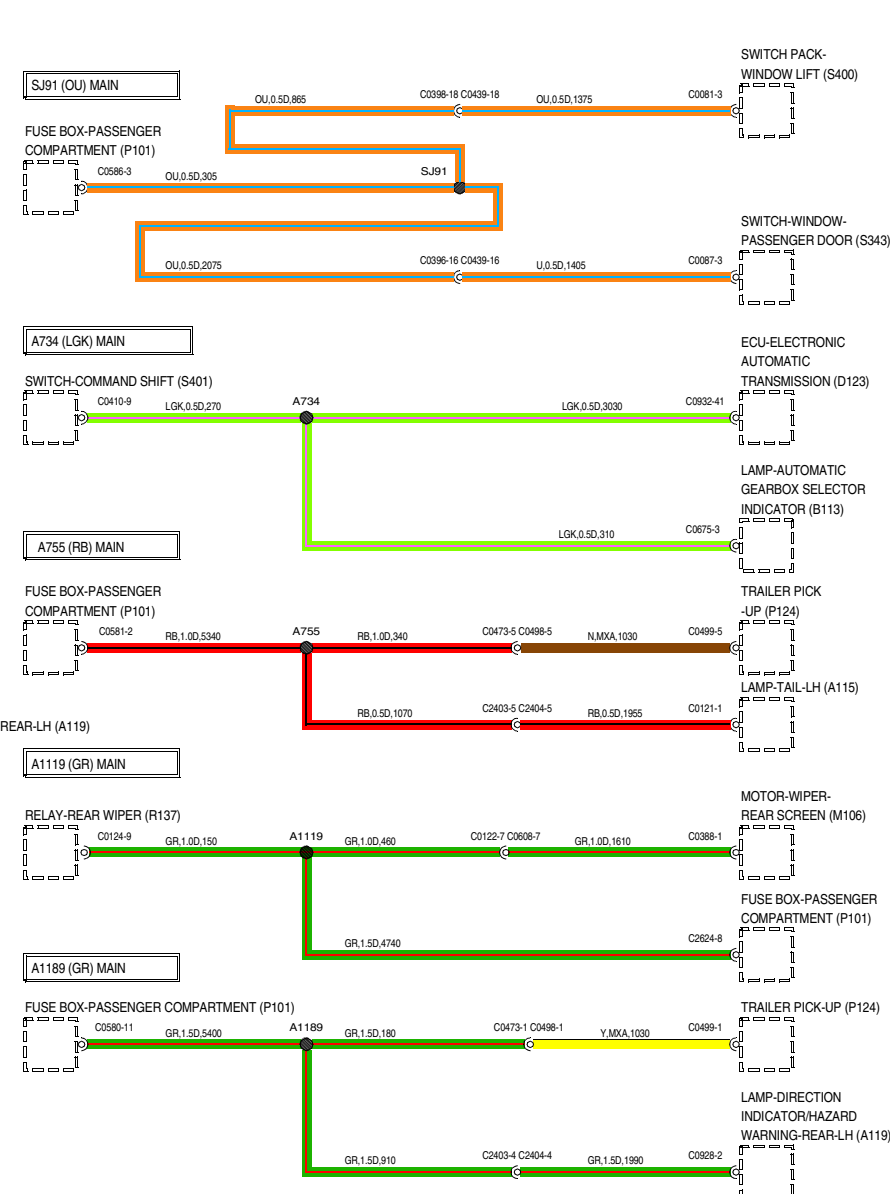 SWITCH PACK-
WINDOW LIFT (S400)
SJ91 (OU) MAIN
OU,0.5D,865
C0398-18 C0439-18
OU,0.5D,1375
C0081-3
FUSE BOX-PASSENGER
COMPARTMENT (P101)
C0586-3
OU,0.5D,305
SJ91
SWITCH-WINDOW-
PASSENGER DOOR (S343)
OU,0.5D,2075
C0396-16 C0439-16
U,0.5D,1405
C0087-3
A734 (LGK) MAIN
ECU-ELECTRONIC
AUTOMATIC
TRANSMISSION (D123)
SWITCH-COMMAND SHIFT (S401)
C0410-9
LGK,0.5D,270
A734
LGK,0.5D,3030
C0932-41
LAMP-AUTOMATIC
GEARBOX SELECTOR
INDICATOR (B113)
LGK,0.5D,310
C0675-3
A755 (RB) MAIN
FUSE BOX-PASSENGER
COMPARTMENT (P101)
TRAILER PICK
-UP (P124)
C0581-2
RB,1.0D,5340
A755
RB,1.0D,340
C0473-5 C0498-5
N,MXA,1030
C0499-5
LAMP-TAIL-LH (A115)
RB,0.5D,1070
C2403-5 C2404-5
RB,0.5D,1955
C0121-1
REAR-LH (A119)
A1119 (GR) MAIN
MOTOR-WIPER-
REAR SCREEN (M106)
RELAY-REAR WIPER (R137)
C0124-9
GR,1.0D,150
A1119
GR,1.0D,460
C0122-7 C0608-7
GR,1.0D,1610
C0388-1
FUSE BOX-PASSENGER
COMPARTMENT (P101)
GR,1.5D,4740
C2624-8
A1189 (GR) MAIN
FUSE BOX-PASSENGER COMPARTMENT (P101)
TRAILER PICK-UP (P124)
C0580-11
GR,1.5D,5400
A1189
GR,1.5D,180
C0473-1 C0498-1
Y,MXA,1030
C0499-1
LAMP-DIRECTION
INDICATOR/HAZARD
WARNING-REAR-LH (A119)
GR,1.5D,910
C2403-4 C2404-4
GR,1.5D,1990
C0928-2